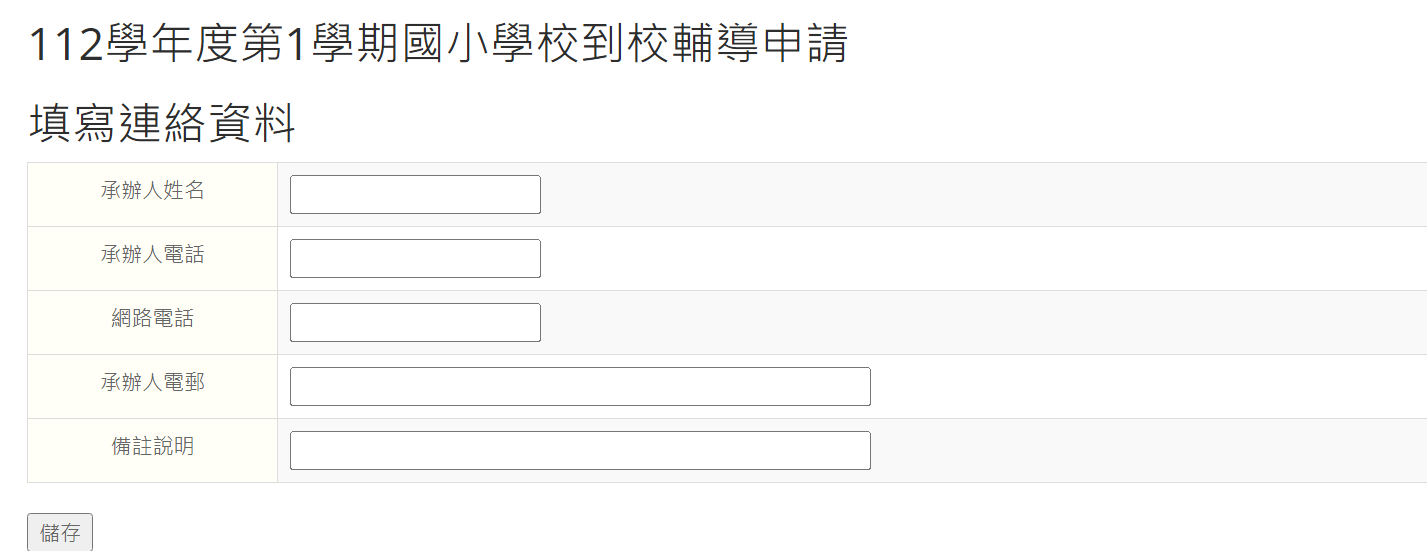 112學年度第1學期國小學校到校輔導申請
填寫連絡資料
承辦人姓名
承辦人電話
網路電話
承辦人電郵
備註說明
儲存